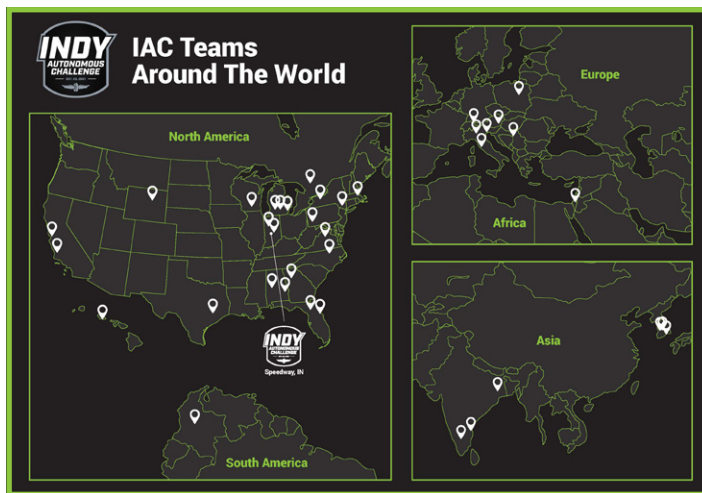 INDY
AUTONOMOUS
CHALLENGE
IAC Teams
Around The World
North America
South America
INDY
AUTONOMOUS
CHALLENGE
Speedway, IN
Europe
Africa
Asia